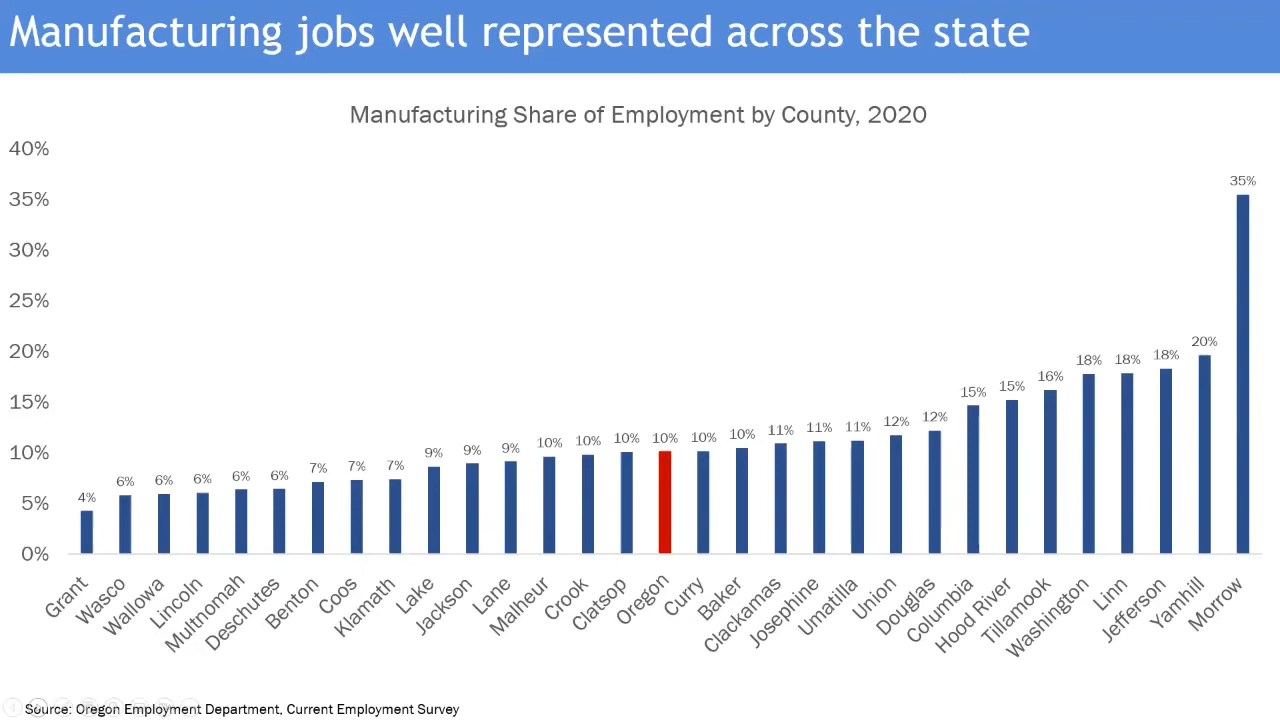 Manufacturing jobs well represented across the state
Manufacturing Share of Employment by County, 2020
40%
35%
30%
25%
20%
15%
10%
5%
0%
4%
6%
6%
6%
6%
6%
7%
7%
7%
9%
9%
9%
10%
10%
10%
10%
10%
10%
11%
11%
11%
12%
12%
15%
15%
16%
18%
18%
18%
20%
35%
Grant
Wasco
Wallowa
Lincoln
Multnomah
Deschutes
Benton
Coos
Klamath
Lake
Jackson
Lane
Malheur
Crook
Clatsop
Oregon
Curry
Baker
Clackamas
Josephine
Umatilla
Union
Douglas
Columbia
Hood River
Tillamook
Washington
Linn
Jefferson
Yamhill
Morrow
Source: Oregon Employment Department, Current Employment Survey